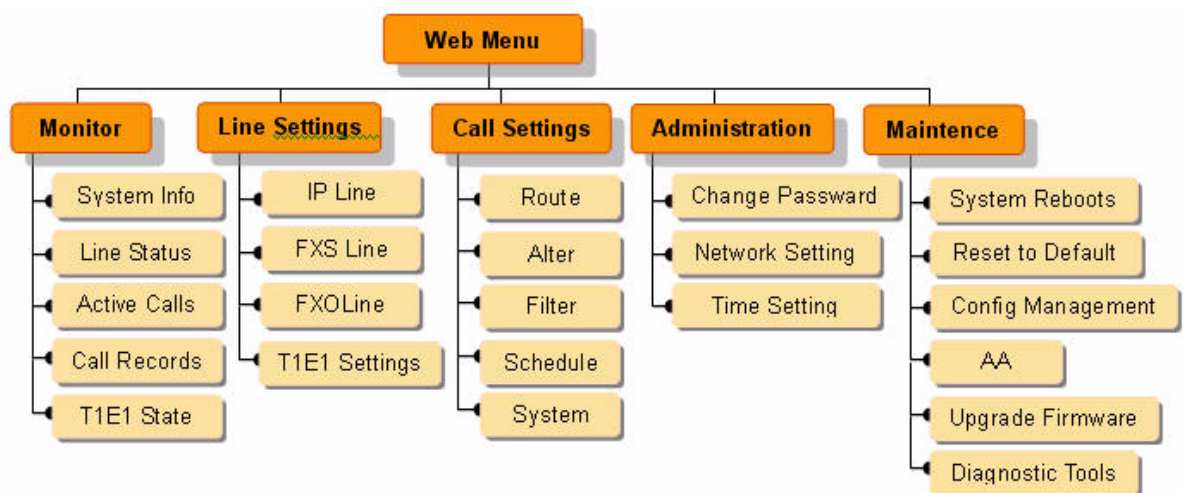 Web Menu
Monitor
System Info
Line Status
Active Calls
Call Records
T1E1 State
Line Settings
IP Line
FXS Line
FXOLine
T1E1 Settings
Call Settings
Route
Alter
Filter
Schedule
System
Administration
Change Passward
Network Setting
Time Setting
Maintence
System Reboots
Reset to Default
Config Management
AA
Upgrade Firmware
Diagnostic Tools